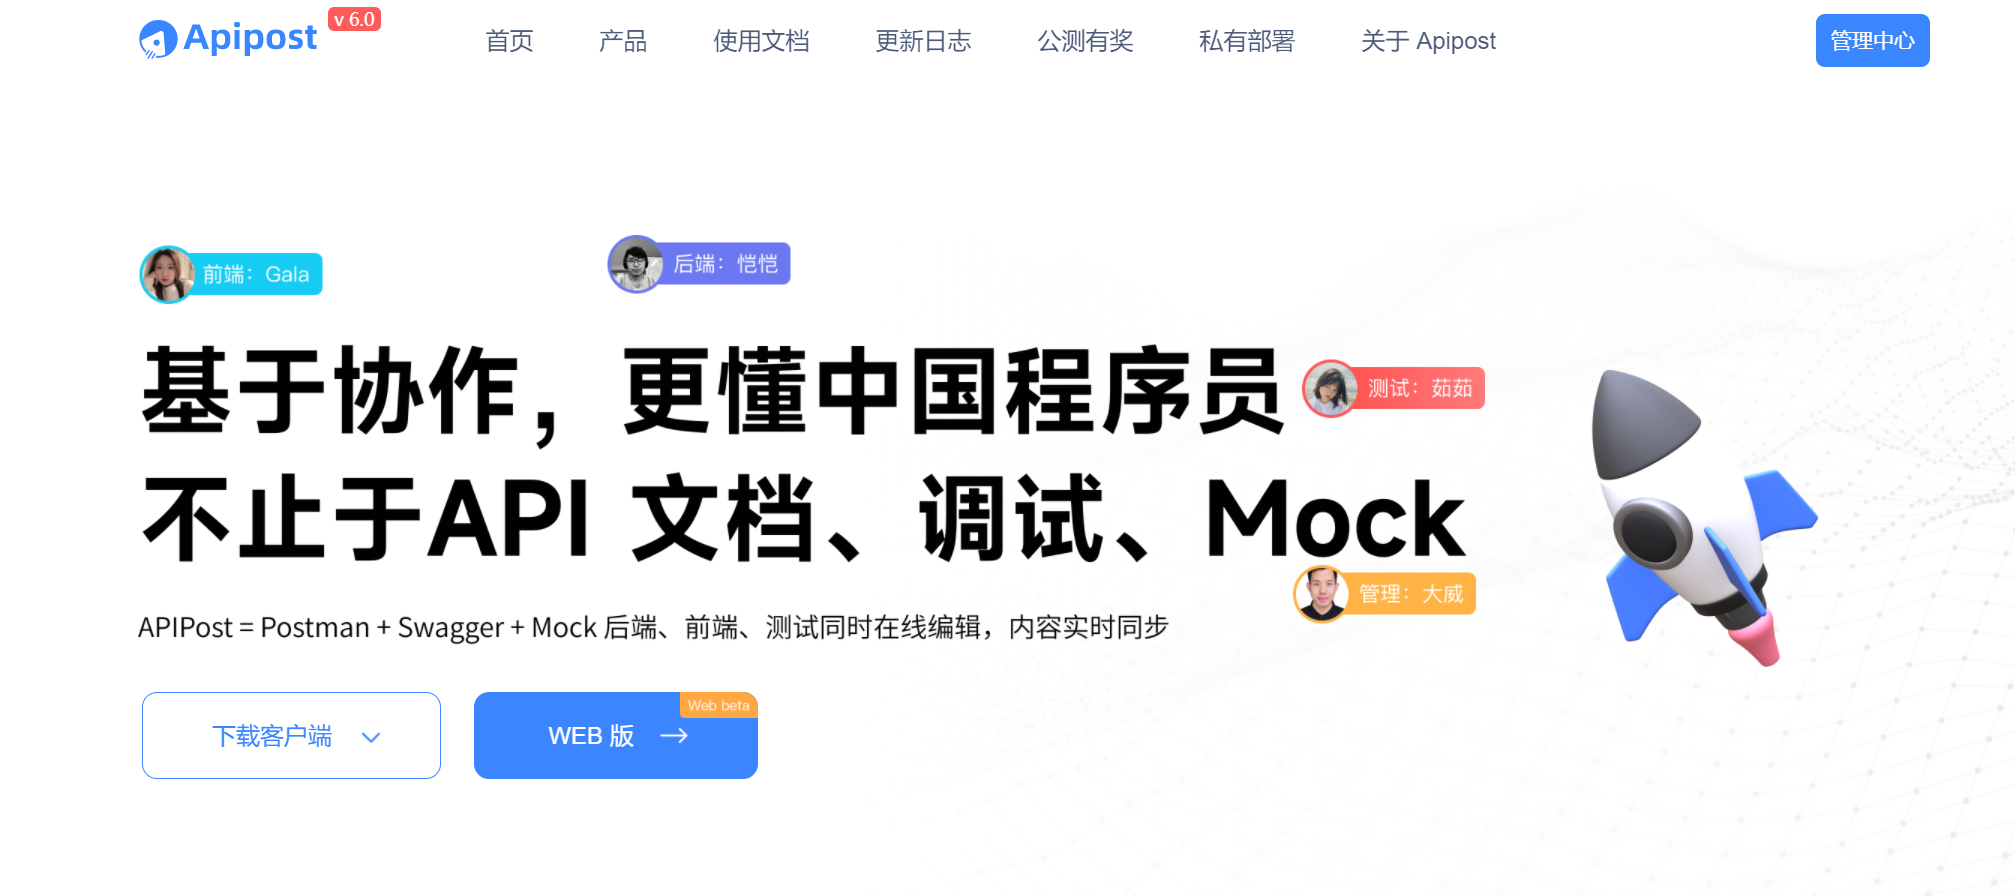 Apipost
v 6.0
首页
产品
使用文档
更新日志
公测有奖
私有部署
关于 Apipost
管理中心
前端：Gala
后端：恺恺
基于协作，更懂中国程序员
测试：茹茹
不止于API 文档、调试、Mock
管理：大威
APIPost = Postman + Swagger + Mock 后端、前端、测试同时在线编辑，内容实时同步
下载客户端
WEB 版
Web beta